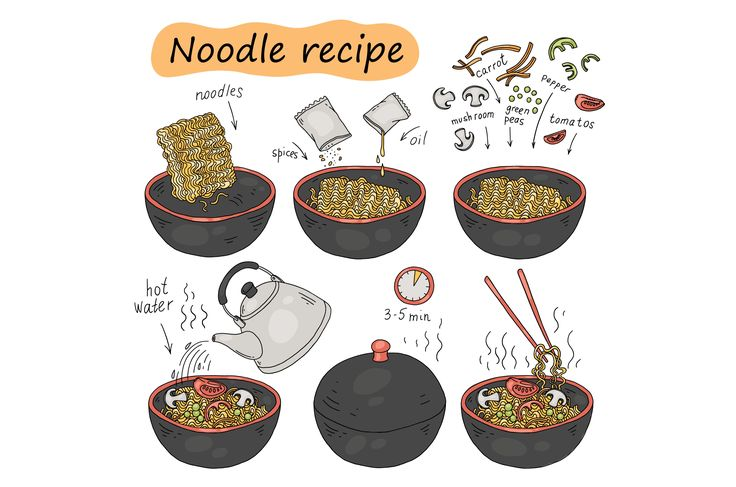 Noodle recipe
noodles
spices
oil
carrot
pepper
mushroom
green
peas
tomatos
hot
water
3-5 min